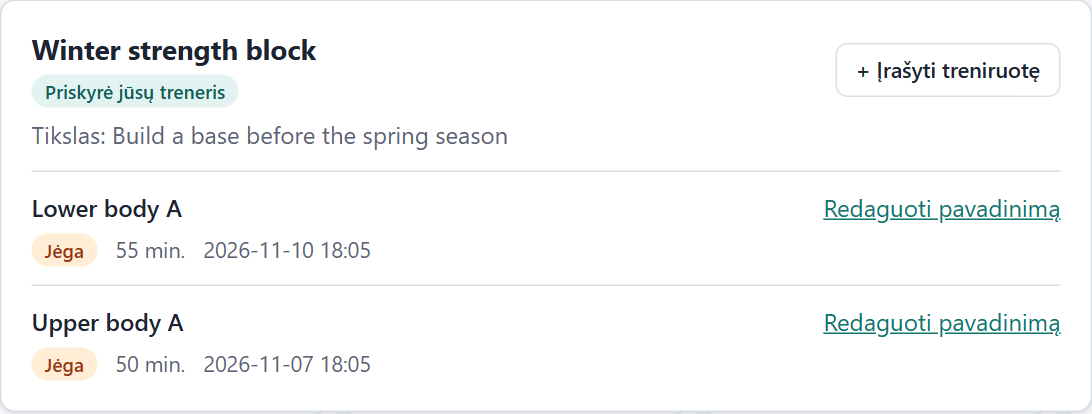 Winter strength block
+ Įrašyti treniruotę
Priskyrė jūsų treneris
Tikslas: Build a base before the spring season
Lower body A
Redaguoti pavadinimą
Jėga 55 min. 2026-11-10 18:05
Upper body A
Redaguoti pavadinimą
Jėga 50 min. 2026-11-07 18:05